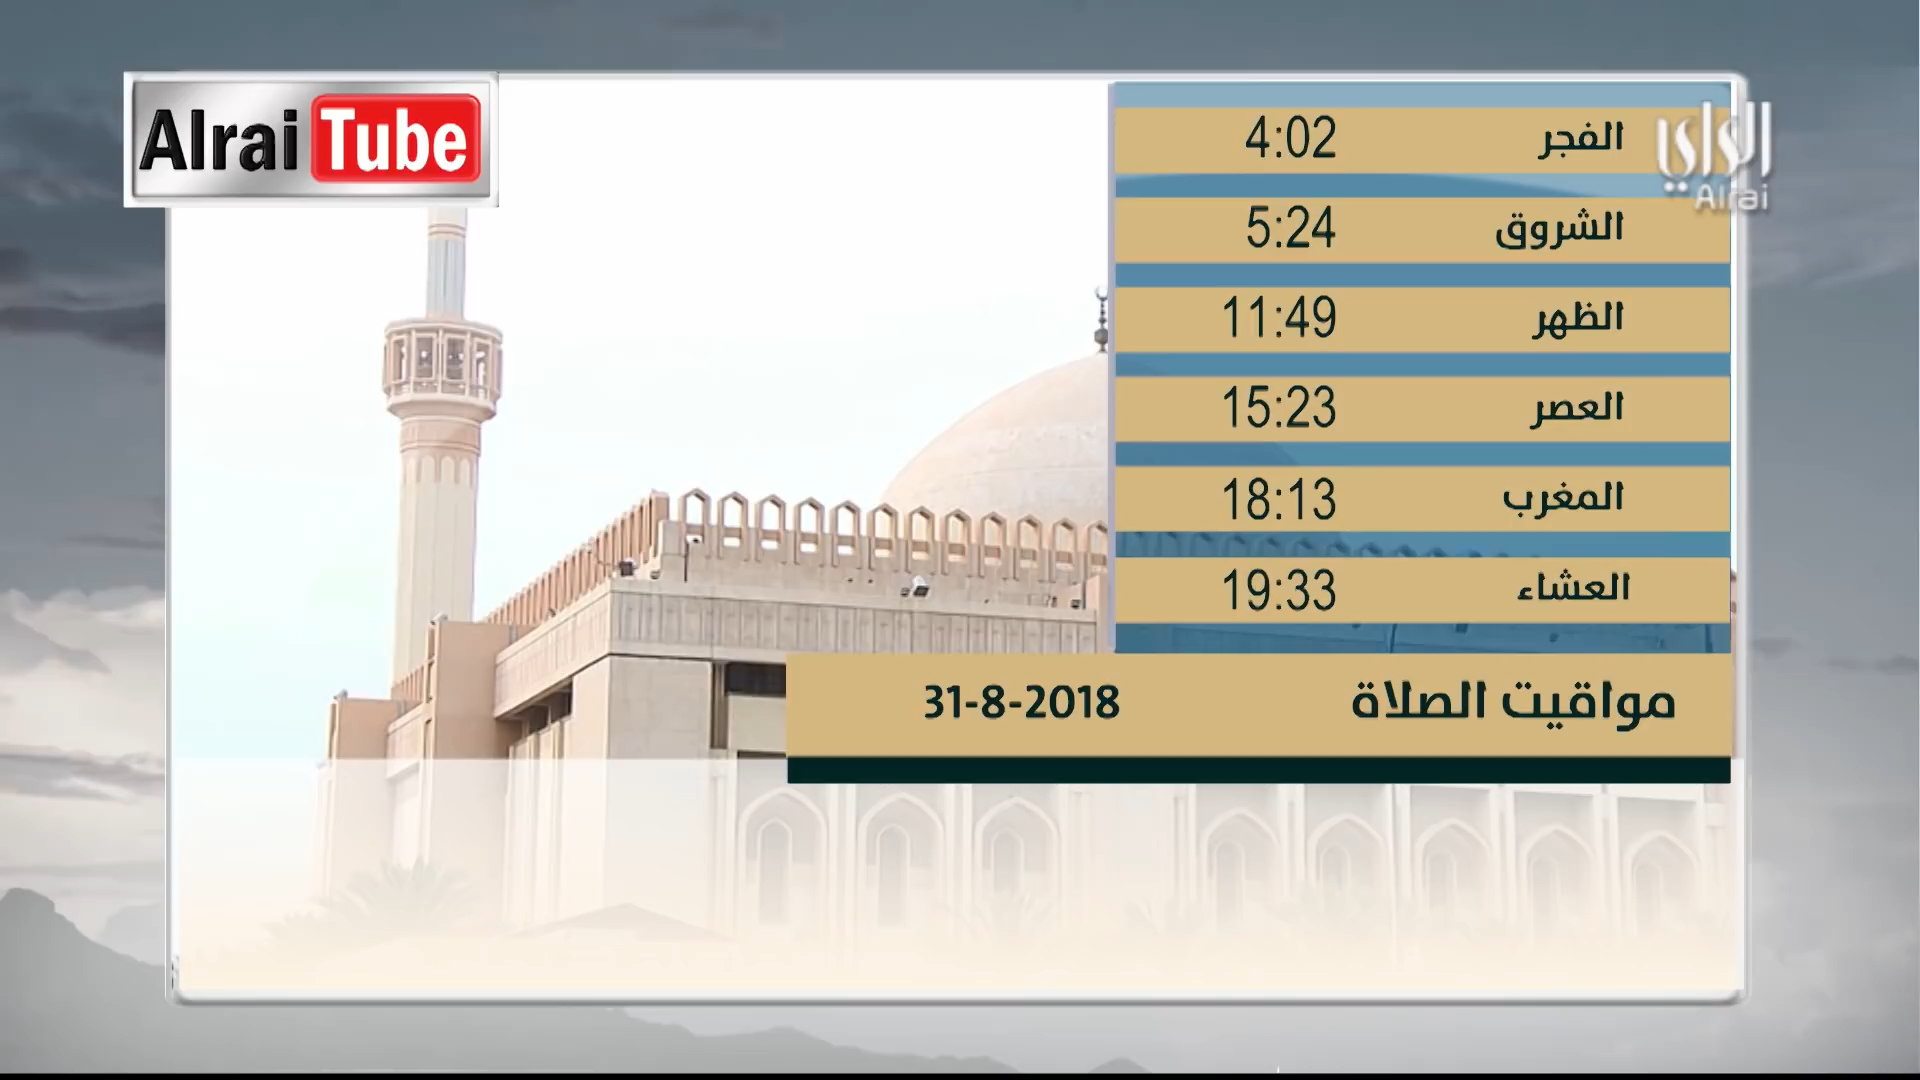 Alrai Tube
الراي
Alrai
الفجر 4:02
الشروق 5:24
الظهر 11:49
العصر 15:23
المغرب 18:13
العشاء 19:33
مواقيت الصلاة 31-8-2018